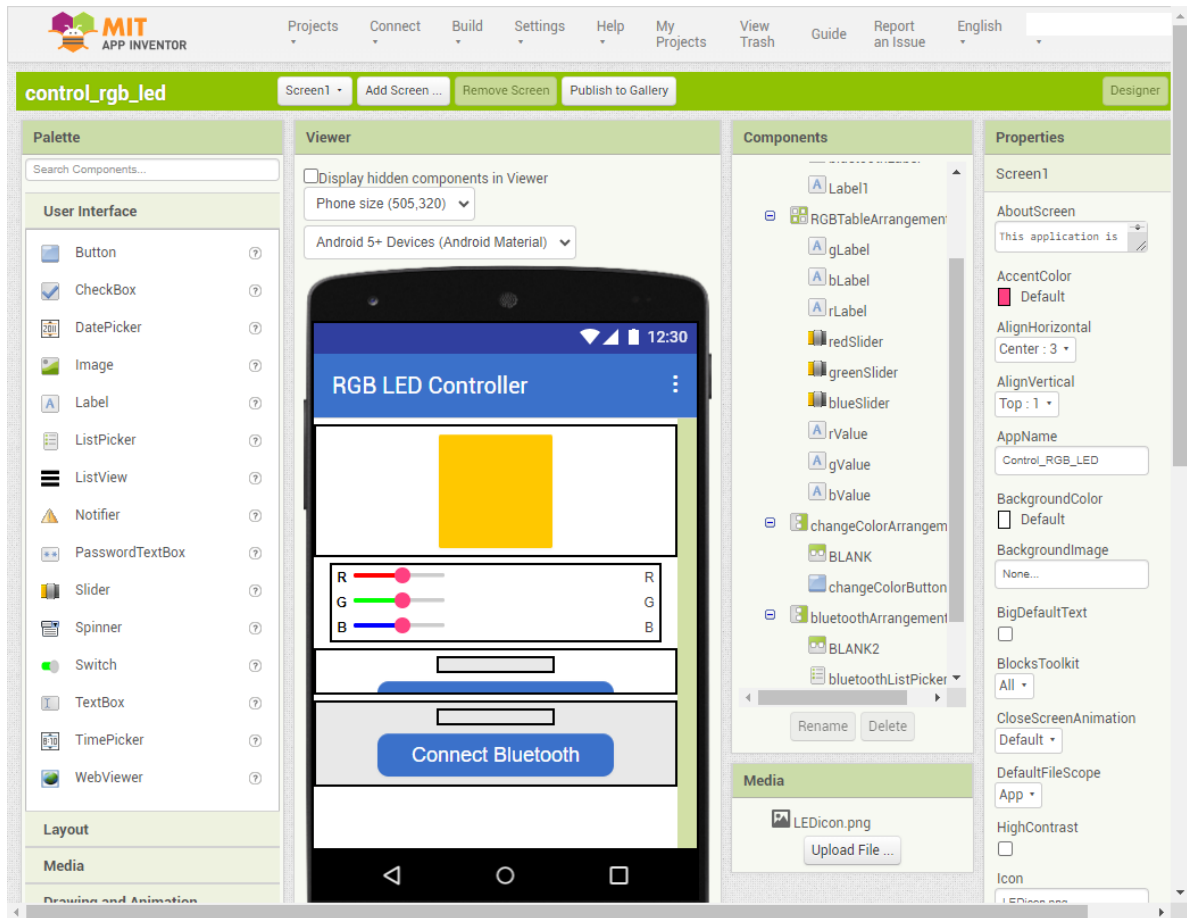 MIT
APP INVENTOR
Projects
Connect
Build
Settings
Help
My
Projects
View
Trash
Guide
Report
an Issue
English
control_rgb_led
Screen1
Add Screen ...
Remove Screen
Publish to Gallery
Designer
Palette
Search Components...
User Interface
Button
CheckBox
DatePicker
Image
Label
ListPicker
ListView
Notifier
PasswordTextBox
Slider
Spinner
Switch
TextBox
TimePicker
WebViewer
Layout
Media
Drawing and Animation
Viewer
Display hidden components in Viewer
Phone size (505,320)
Android 5+ Devices (Android Material)
12:30
RGB LED Controller
R R
G G
B B
Connect Bluetooth
Components
Label1
RGBTableArrangement
gLabel
bLabel
rLabel
redSlider
greenSlider
blueSlider
rValue
gValue
bValue
changeColorArrangem
BLANK
changeColorButton
bluetoothArrangement
BLANK2
bluetoothListPicker
Rename
Delete
Media
LEDicon.png
Upload File ...
Properties
Screen1
AboutScreen
This application is
AccentColor
Default
AlignHorizontal
Center : 3
AlignVertical
Top : 1
AppName
Control_RGB_LED
BackgroundColor
Default
BackgroundImage
None...
BigDefaultText
BlocksToolkit
All
CloseScreenAnimation
Default
DefaultFileScope
App
HighContrast
Icon
LEDicon.png